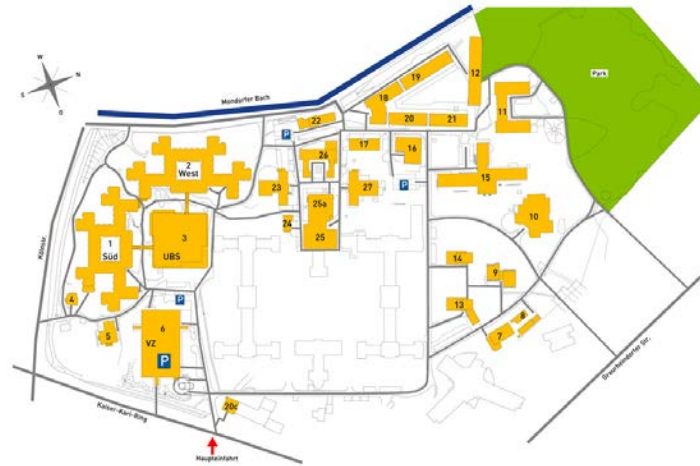 W
N
S
O
Mondorfer Bach
Park
19
12
18
20
21
11
22
P
2
West
26
17
16
15
23
27
P
25a
10
24
25
1
Süd
3
UBS
14
9
4
P
13
6
VZ
P
5
7
8
20c
Kölnstr.
Kaiser-Karl-Ring
Graurheindorfer Str.
Haupteinfahrt